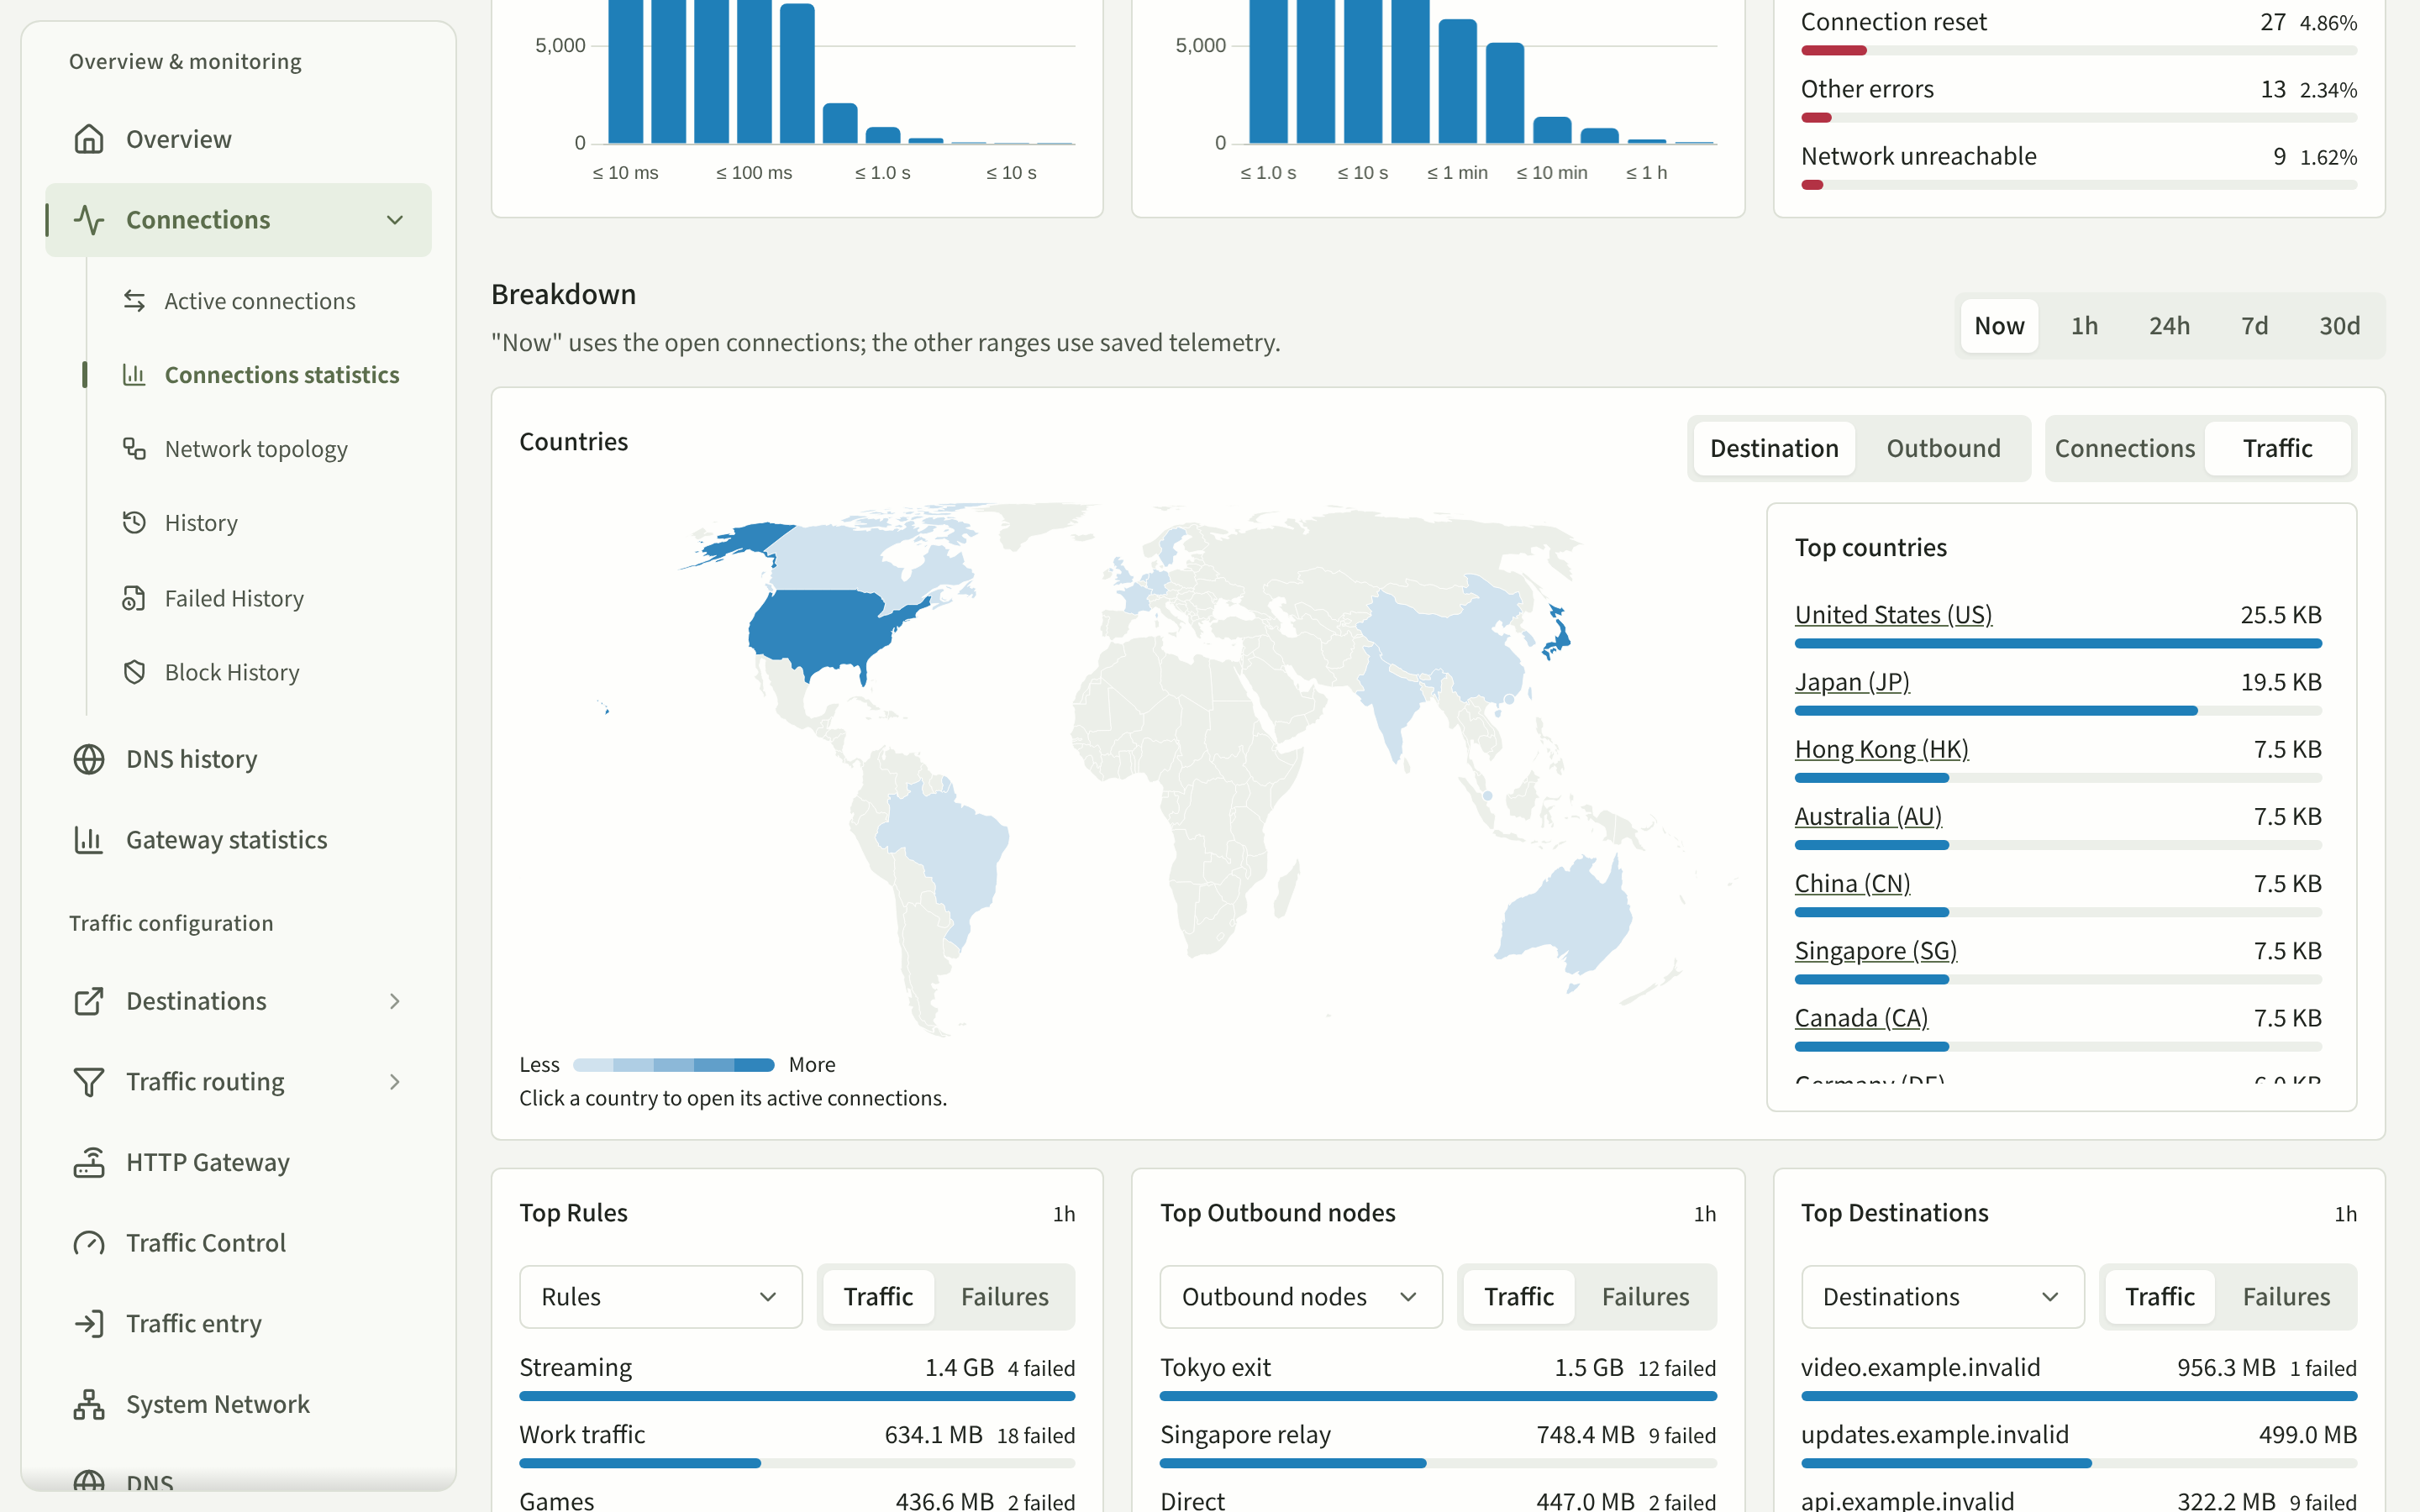 Overview & monitoring
Overview
Connections
Active connections
Connections statistics
Network topology
History
Failed History
Block History
DNS history
Gateway statistics
Traffic configuration
Destinations
Traffic routing
HTTP Gateway
Traffic Control
Traffic entry
System Network
DNS
5,000
0
≤ 10 ms ≤ 100 ms ≤ 1.0 s ≤ 10 s
5,000
0
≤ 1.0 s ≤ 10 s ≤ 1 min ≤ 10 min ≤ 1 h
Connection reset 27 4.86%
Other errors 13 2.34%
Network unreachable 9 1.62%
Breakdown
"Now" uses the open connections; the other ranges use saved telemetry.
Now 1h 24h 7d 30d
Countries
Destination Outbound Connections Traffic
Less More
Click a country to open its active connections.
Top countries
United States (US) 25.5 KB
Japan (JP) 19.5 KB
Hong Kong (HK) 7.5 KB
Australia (AU) 7.5 KB
China (CN) 7.5 KB
Singapore (SG) 7.5 KB
Canada (CA) 7.5 KB
Germany (DE) 6.0 KB
Top Rules 1h
Rules Traffic Failures
Streaming 1.4 GB 4 failed
Work traffic 634.1 MB 18 failed
Games 436.6 MB 2 failed
Top Outbound nodes 1h
Outbound nodes Traffic Failures
Tokyo exit 1.5 GB 12 failed
Singapore relay 748.4 MB 9 failed
Direct 447.0 MB 2 failed
Top Destinations 1h
Destinations Traffic Failures
video.example.invalid 956.3 MB 1 failed
updates.example.invalid 499.0 MB
api.example.invalid 322.2 MB 9 failed